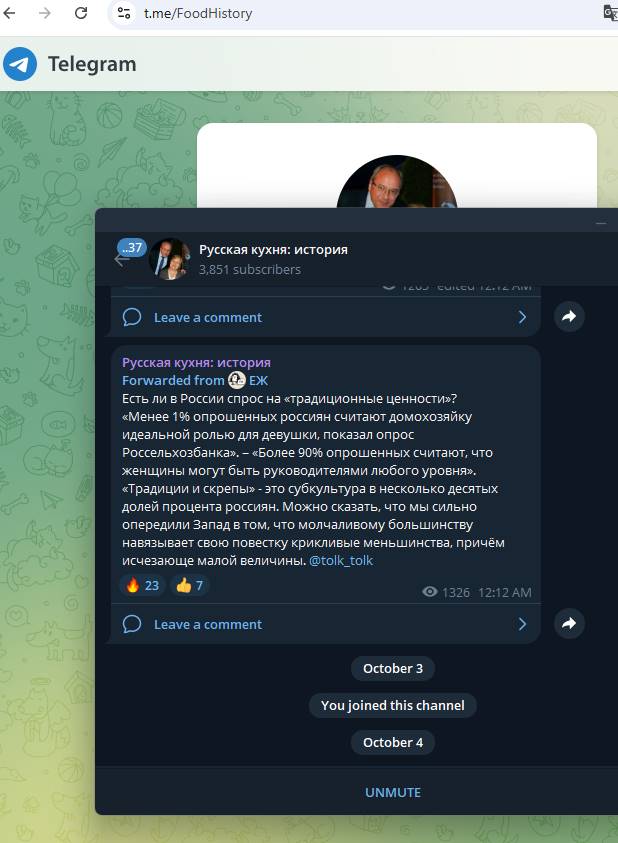 t.me/FoodHistory
Telegram
..37
Русская кухня: история
3,851 subscribers
1265 edited 12:12 AM
Leave a comment
Русская кухня: история
Forwarded from ЕЖ
Есть ли в России спрос на «традиционные ценности»?
«Менее 1% опрошенных россиян считают домохозяйку
идеальной ролью для девушки, показал опрос
Россельхозбанка». – «Более 90% опрошенных считают, что
женщины могут быть руководителями любого уровня».
«Традиции и скрепы» - это субкультура в несколько десятых
долей процента россиян. Можно сказать, что мы сильно
опередили Запад в том, что молчаливому большинству
навязывает свою повестку крикливые меньшинства, причём
исчезающе малой величины. @tolk_tolk
23 7
1326 12:12 AM
Leave a comment
October 3
You joined this channel
October 4
UNMUTE